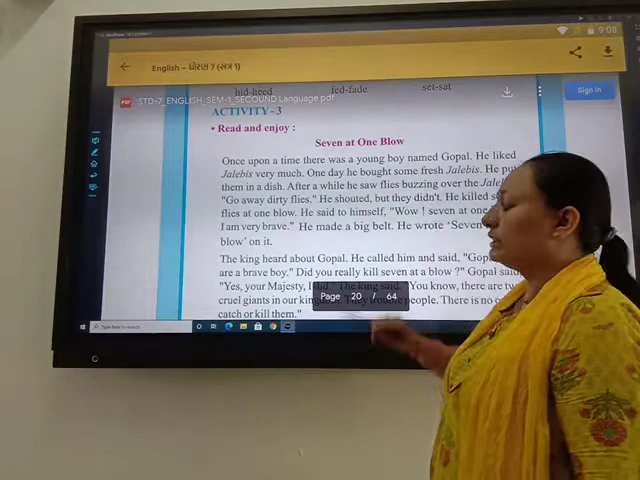 9:08
English - ધોરણ 7 (સત્ર 1)
hid-heed fed-fade set-sat
STD-7_ENGLISH_SEM-1_SECOUND Language.pdf
Sign in
ACTIVITY - 3
• Read and enjoy :
Seven at One Blow
Once upon a time there was a young boy named Gopal. He liked
Jalebis very much. One day he bought some fresh Jalebis. He put
them in a dish. After a while he saw flies buzzing over the
"Go away dirty flies." He shouted, but they didn't. He killed
flies at one blow. He said to himself, "Wow ! seven at
I am very brave." He made a big belt. He wrote
blow' on it.
The king heard about Gopal. He called him and said,
are a brave boy." Did you really kill seven at a blow ?" Gopal said
"Yes, your Majesty, I did." The king said. "You know, there are
cruel giants in our people. There is no
catch or kill them."
Page 20 / 64
Type here to search